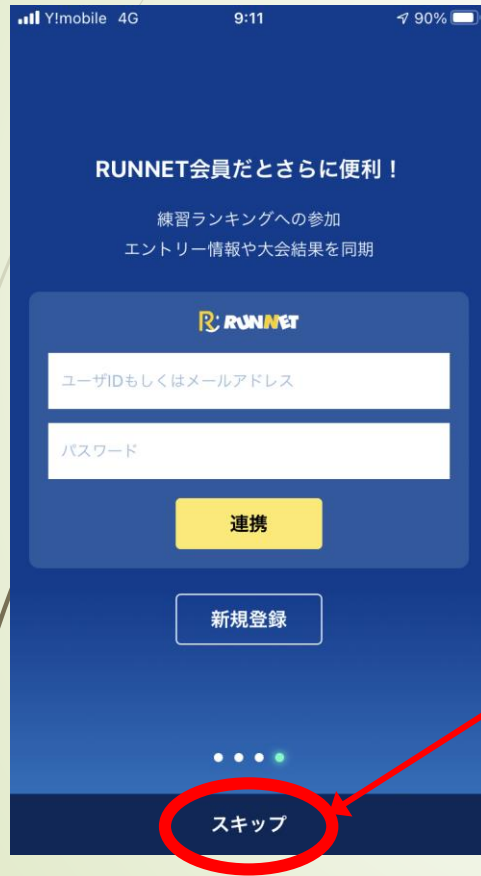 Y!mobile 4G 9:11 90%
RUNNET会員だとさらに便利！
練習ランキングへの参加
エントリー情報や大会結果を同期
R: RUNNET
ユーザIDもしくはメールアドレス
パスワード
連携
新規登録
スキップ